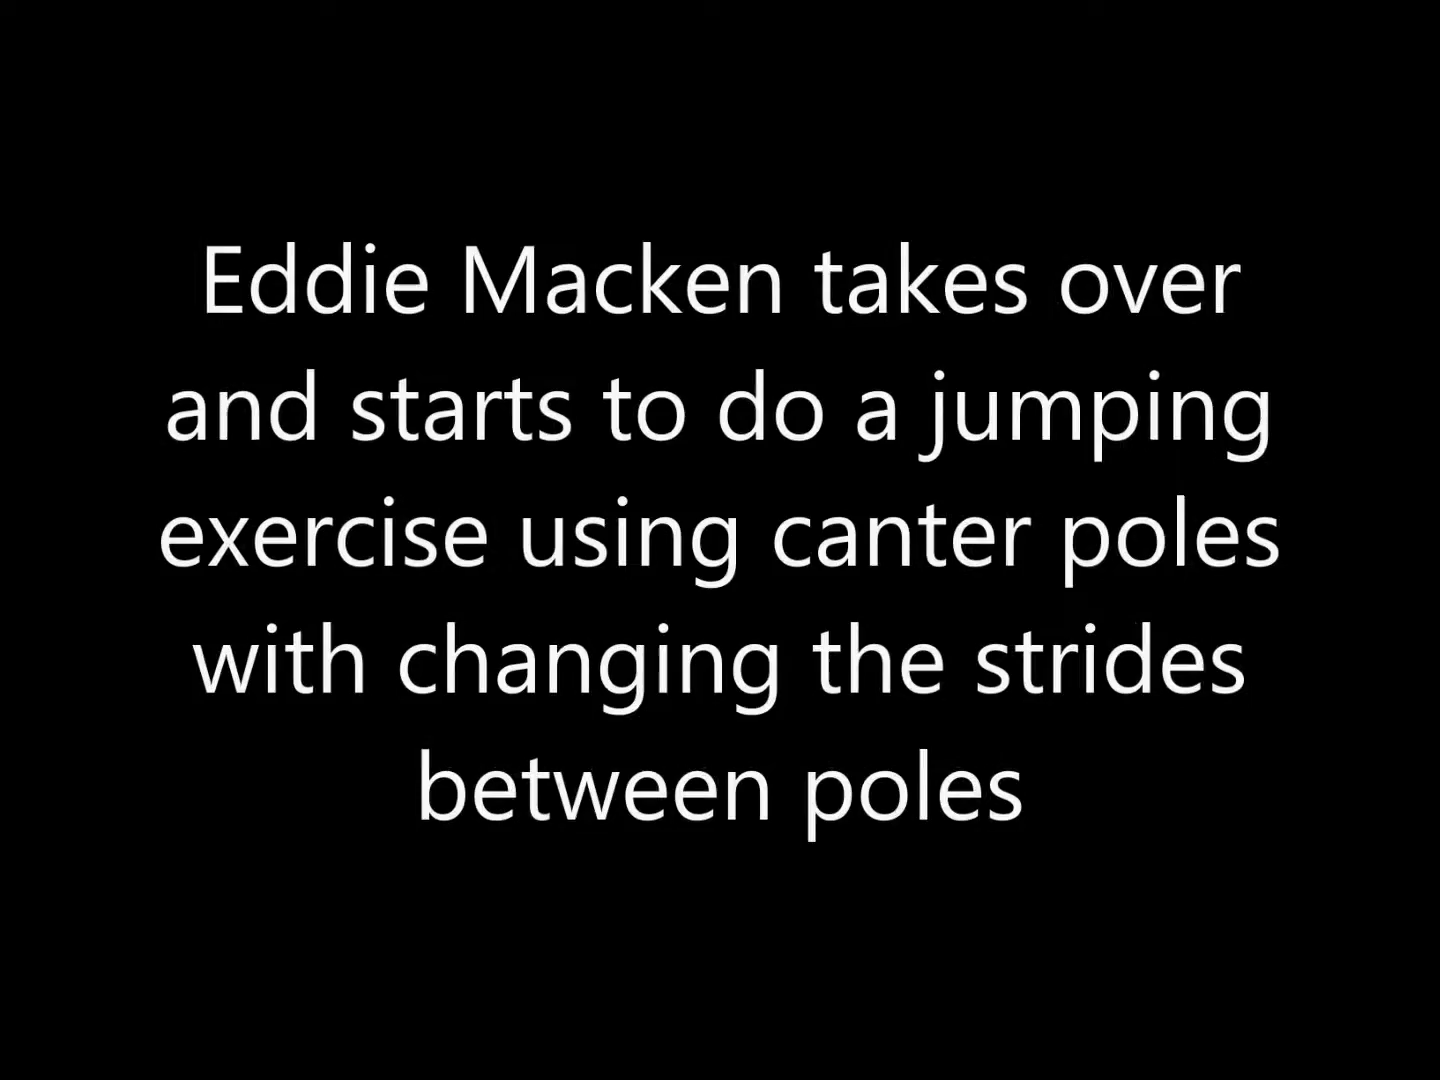 Eddie Macken takes over
and starts to do a jumping
exercise using canter poles
with changing the strides
between poles